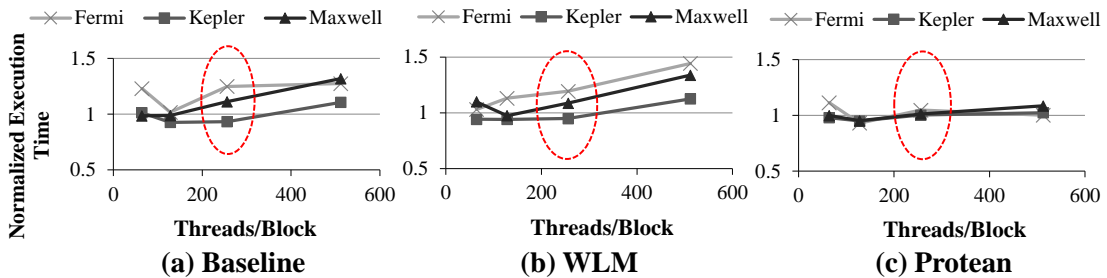 Fermi Kepler Maxwell
Fermi Kepler Maxwell
Fermi Kepler Maxwell
Normalized Execution
Time
1.5
1
0.5
0 200 400 600
Threads/Block
(a) Baseline
1.5
1
0.5
0 200 400 600
Threads/Block
(b) WLM
1.5
1
0.5
0 200 400 600
Threads/Block
(c) Protean